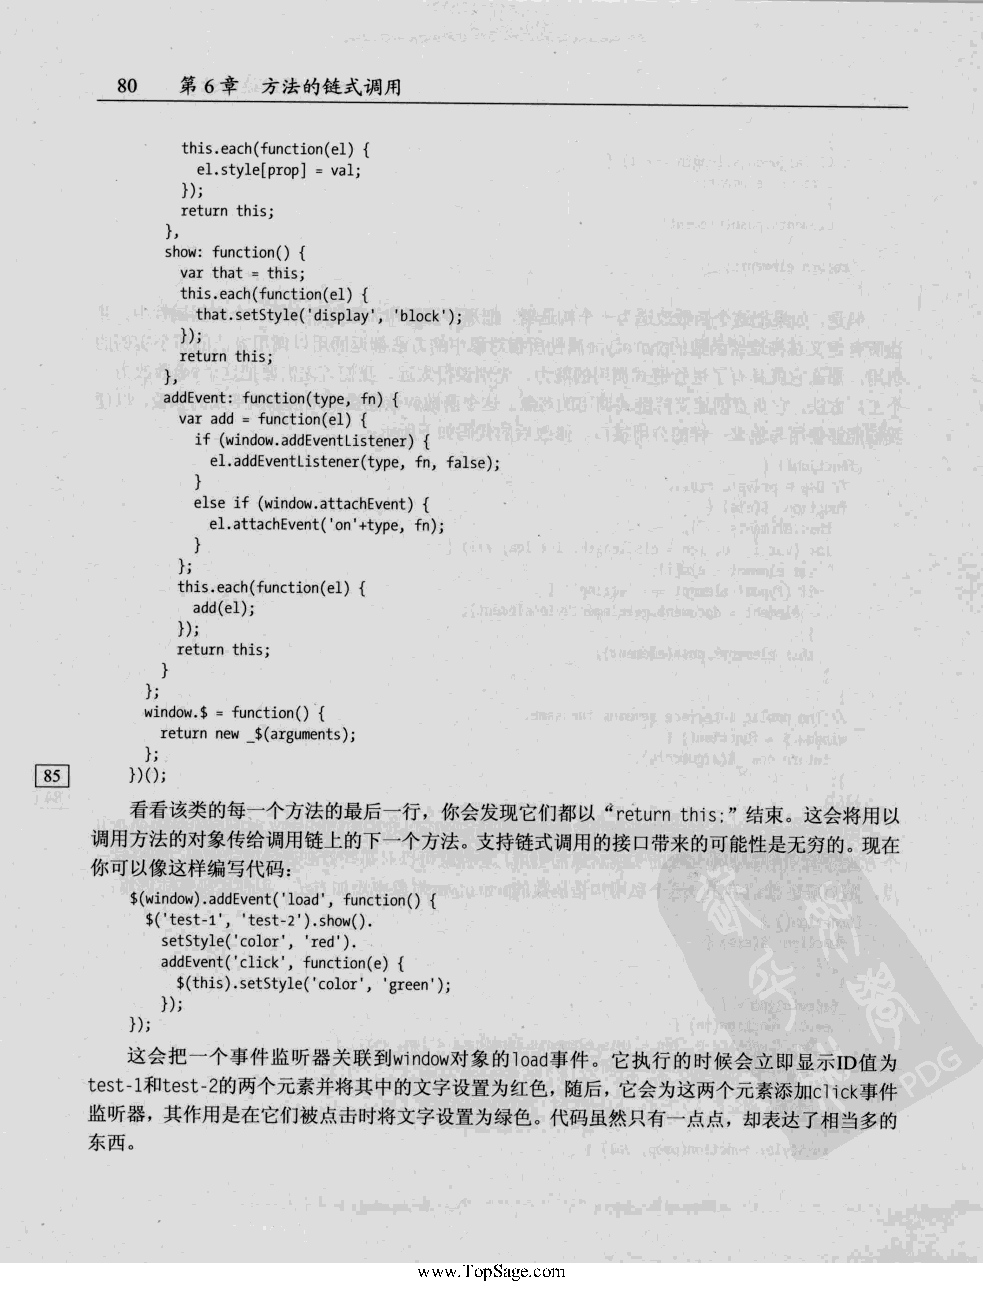 80 第 6 章 方法的链式调用
this.each(function(el) {
el.style[prop] = val;
});
return this;
},
show: function() {
var that = this;
this.each(function(el) {
that.setStyle('display', 'block');
});
return this;
},
addEvent: function(type, fn) {
var add = function(el) {
if (window.addEventListener) {
el.addEventListener(type, fn, false);
}
else if (window.attachEvent) {
el.attachEvent('on'+type, fn);
}
};
this.each(function(el) {
add(el);
});
return this;
}
};
window.$ = function() {
return new _$(arguments);
};
85 })();
看看该类的每一个方法的最后一行，你会发现它们都以“return this;”结束。这会将用以
调用方法的对象传给调用链上的下一个方法。支持链式调用的接口带来的可能性是无穷的。现在
你可以像这样编写代码：
$(window).addEvent('load', function() {
$('test-1', 'test-2').show().
setStyle('color', 'red').
addEvent('click', function(e) {
$(this).setStyle('color', 'green');
});
});
这会把一个事件监听器关联到window对象的load事件。它执行的时候会立即显示ID值为
test-1和test-2的两个元素并将其中的文字设置为红色，随后，它会为这两个元素添加click事件
监听器，其作用是在它们被点击时将文字设置为绿色。代码虽然只有一点点，却表达了相当多的
东西。
PDG
www.TopSage.com